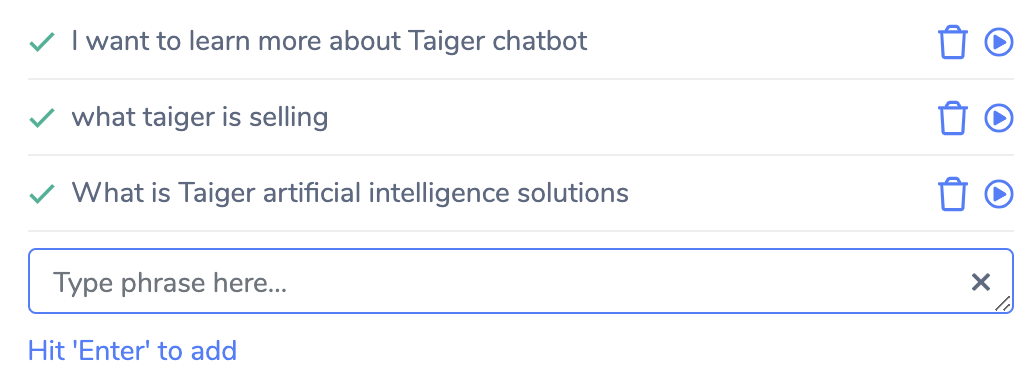 I want to learn more about Taiger chatbot
what taiger is selling
What is Taiger artificial intelligence solutions
Type phrase here...
Hit 'Enter' to add